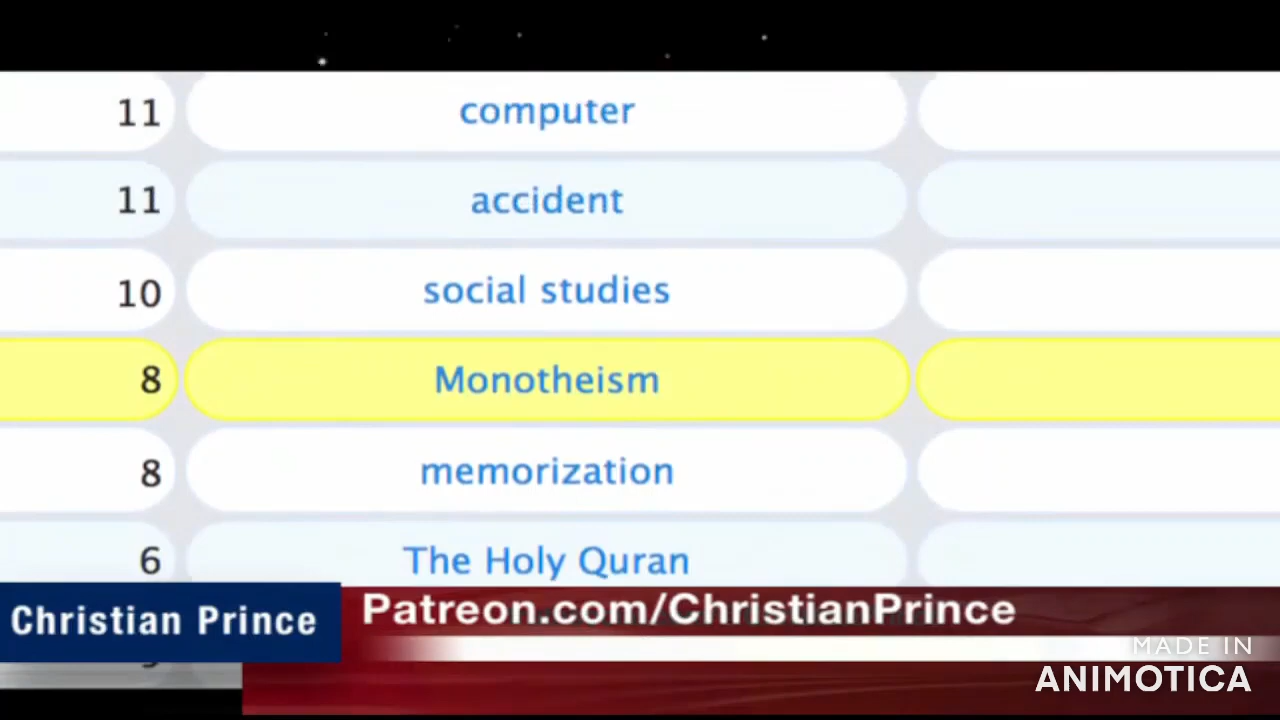 11 computer
11 accident
10 social studies
8 Monotheism
8 memorization
6 The Holy Quran
Christian Prince
Patreon.com/ChristianPrince
MADE IN
ANIMOTICA